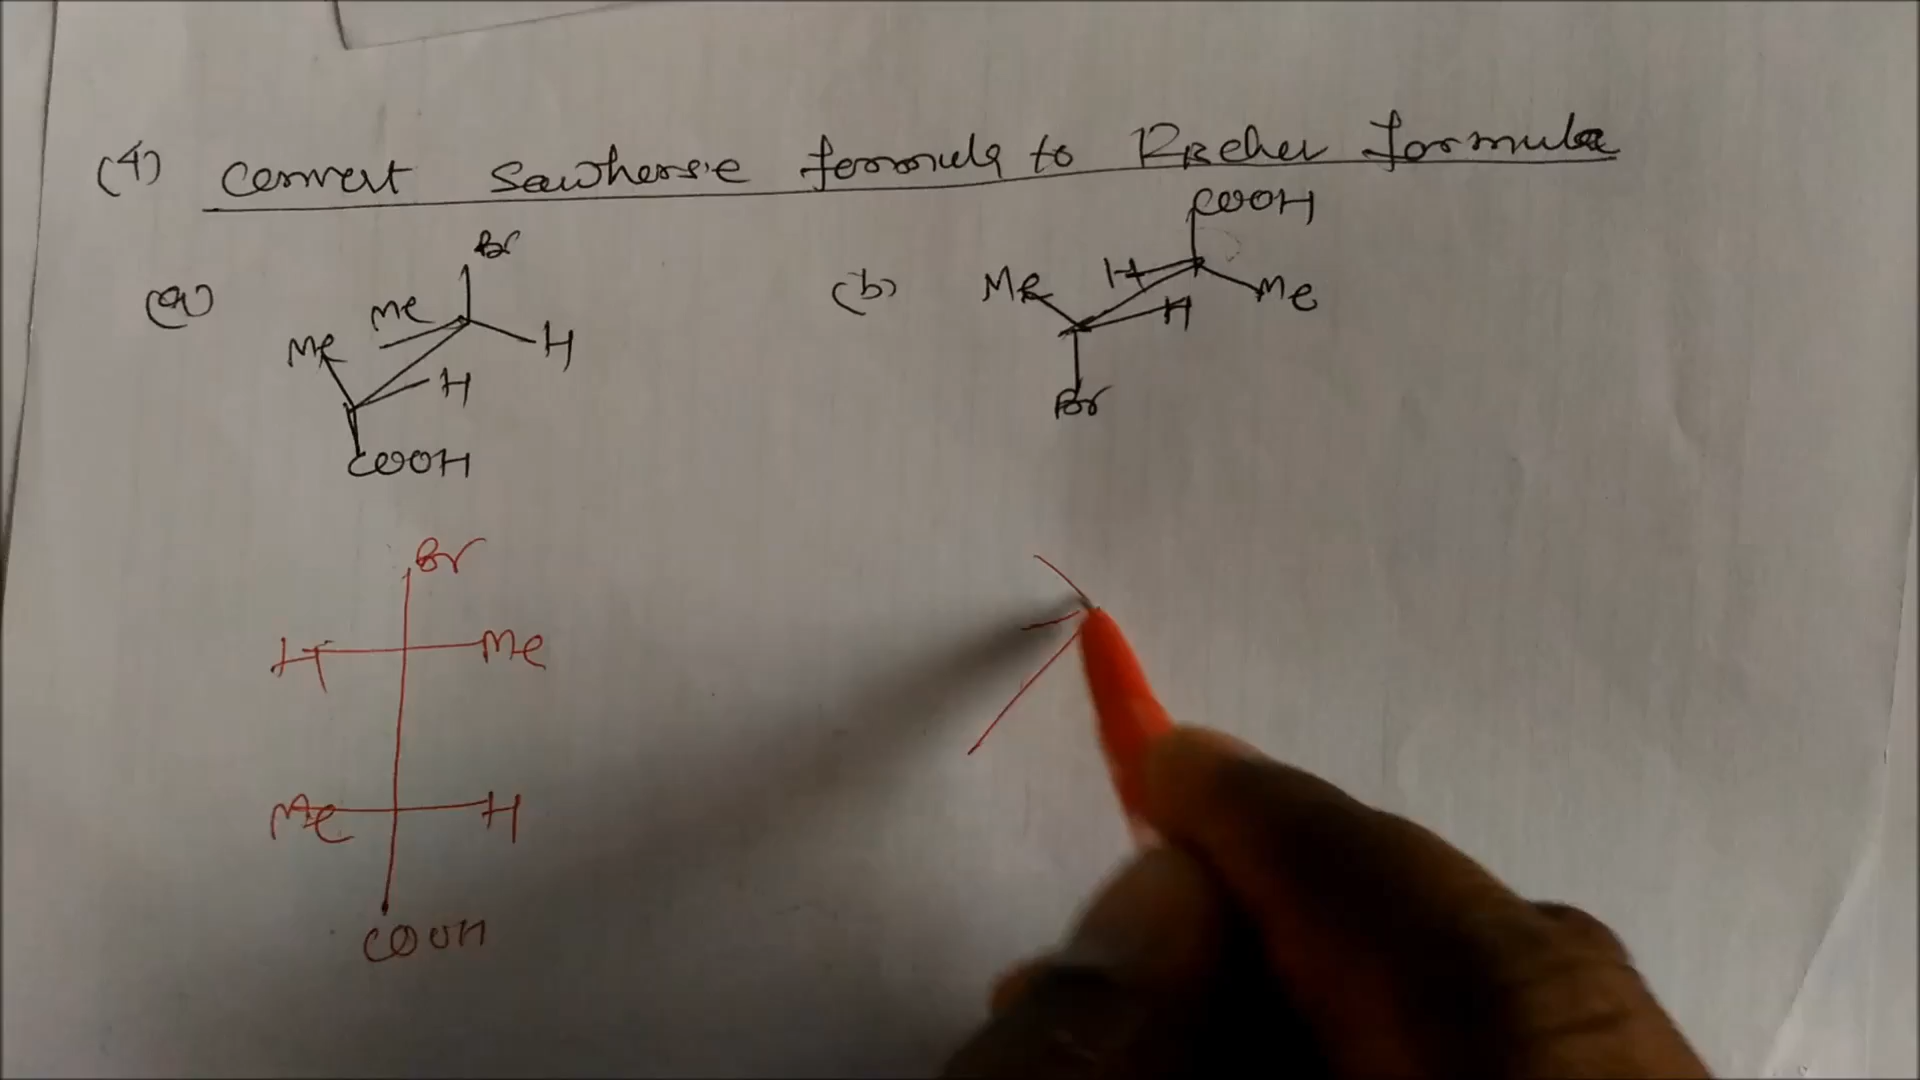 (4) Convert Sawhorse formula to Fischer formula
(a)
Br
Me
Me
H
H
COOH
(b)
COOH
Me
H
Me
H
Br
Br
H
Me
Me
H
COOH